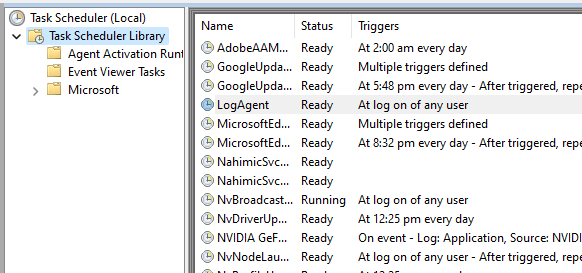 Task Scheduler (Local)
Task Scheduler Library
Agent Activation Runt
Event Viewer Tasks
Microsoft
Name Status Triggers
AdobeAAM... Ready At 2:00 am every day
GoogleUpda... Ready Multiple triggers defined
GoogleUpda... Ready At 5:48 pm every day - After triggered, repe
LogAgent Ready At log on of any user
MicrosoftEd... Ready Multiple triggers defined
MicrosoftEd... Ready At 8:32 pm every day - After triggered, repe
NahimicSvc... Ready
NahimicSvc... Ready
NvBroadcast... Running At log on of any user
NvDriverUp... Ready At 12:25 pm every day
NVIDIA GeF... Ready On event - Log: Application, Source: NVIDI
NvNodeLau... Ready At log on of any user - After triggered, rep